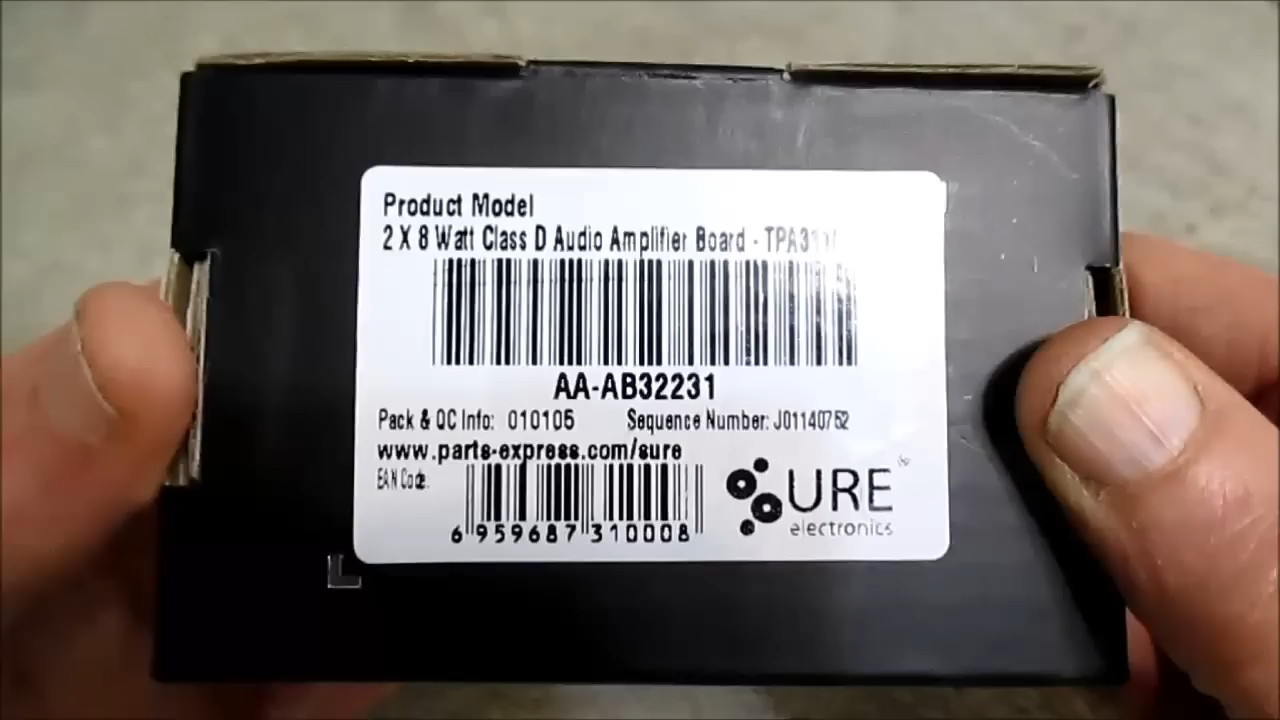 Product Model
2 X 8 Watt Class D Audio Amplifier Board -
AA-AB32231
Pack & QC Info: 010105 Sequence Number: J01140752
www.parts-express.com/sure
EAN Code:
6 959687 310008
SURE
electronics